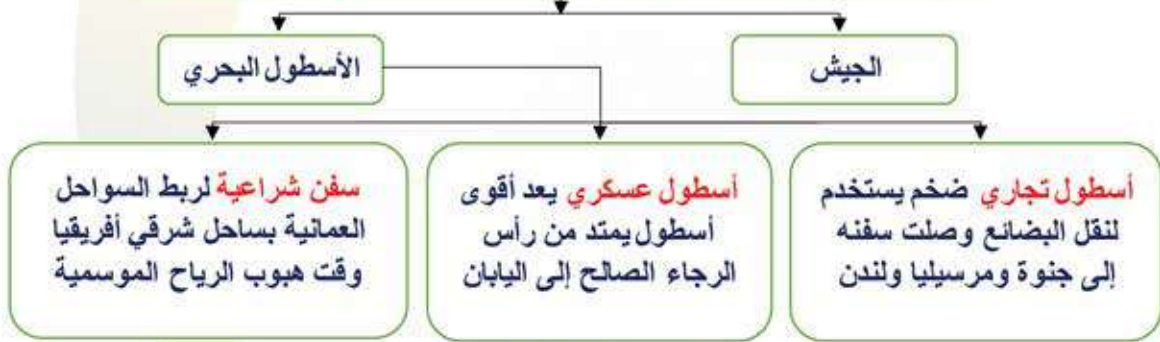 الجيش
الأسطول البحري
أسطول تجاري ضخم يستخدم
لنقل البضائع وصلت سفنه
إلى جنوة ومرسيليا ولندن
أسطول عسكري يعد أقوى
أسطول يمتد من رأس
الرجاء الصالح إلى اليابان
سفن شراعية لربط السواحل
العمانية بساحل شرقي أفريقيا
وقت هبوب الرياح الموسمية